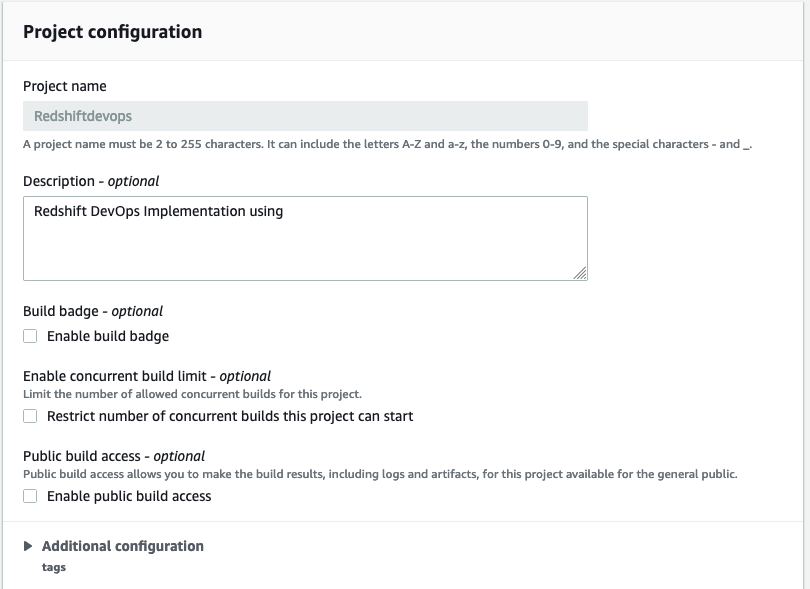 Project configuration
Project name
Redshiftdevops
A project name must be 2 to 255 characters. It can include the letters A-Z and a-z, the numbers 0-9, and the special characters - and _.
Description - optional
Redshift DevOps Implementation using
Build badge - optional
Enable build badge
Enable concurrent build limit - optional
Limit the number of allowed concurrent builds for this project.
Restrict number of concurrent builds this project can start
Public build access - optional
Public build access allows you to make the build results, including logs and artifacts, for this project available for the general public.
Enable public build access
Additional configuration
tags